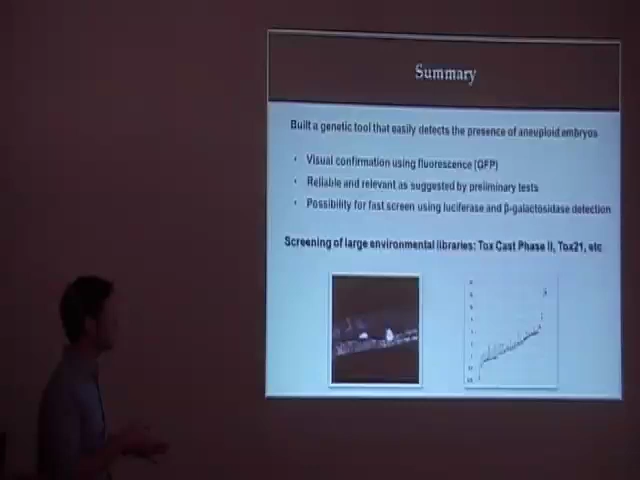 Summary
Built a genetic tool that easily detects the presence of aneuploid embryos
• Visual confirmation using fluorescence (GFP)
• Reliable and relevant as suggested by preliminary tests
• Possibility for fast screen using luciferase and β-galactosidase detection
Screening of large environmental libraries: Tox Cast Phase II, Tox21, etc